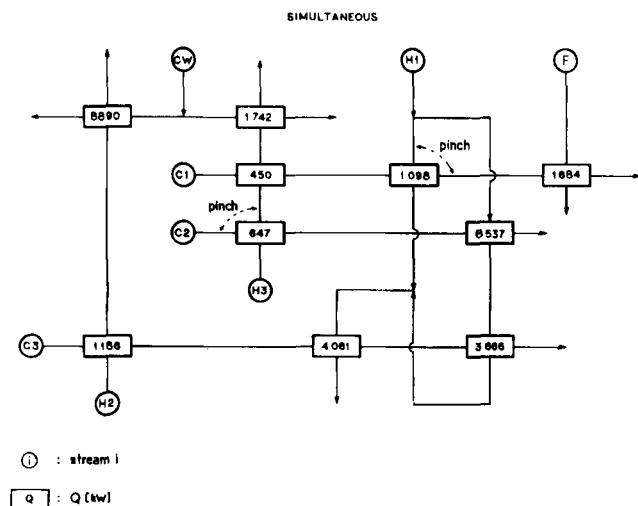 SIMULTANEOUS
CW H1 F
8890 1742
pinch
C1 450 1098 1684
pinch
C2 647 8537
H3
C3 1186 4081 3666
H2
i : stream i
Q : Q [kW]